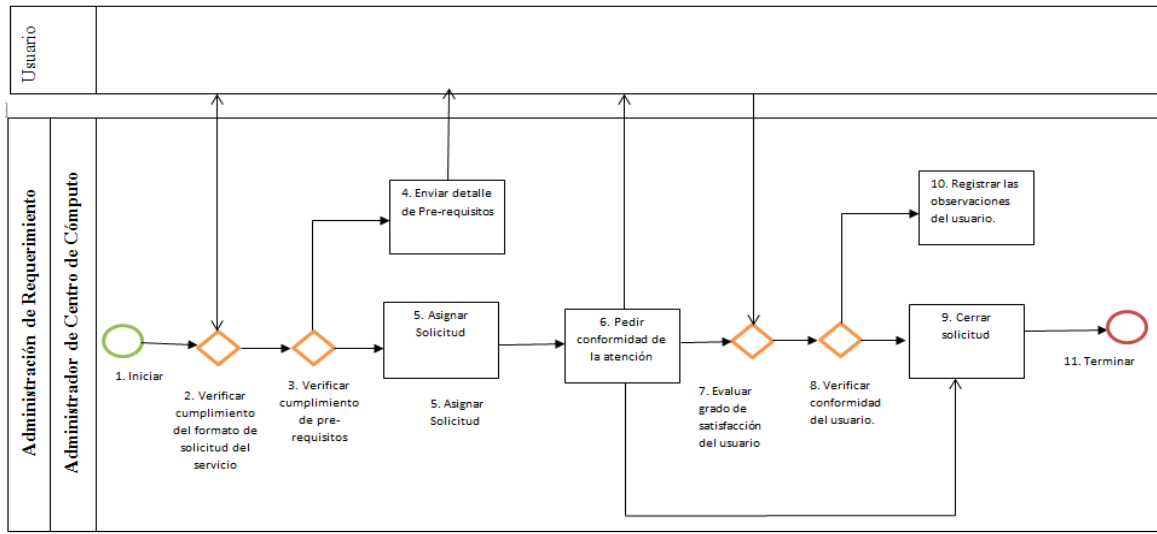 Usuario
Administración de Requerimiento
Administrador de Centro de Cómputo
1. Iniciar
2. Verificar
cumplimiento
del formato de
solicitud del
servicio
3. Verificar
cumplimiento
de pre-
requisitos
4. Enviar detalle
de Pre-requisitos
5. Asignar
Solicitud
5. Asignar
Solicitud
6. Pedir
conformidad de
la atención
7. Evaluar
grado de
satisfacción
del usuario
8. Verificar
conformidad
del usuario.
10. Registrar las
observaciones
del usuario.
9. Cerrar
solicitud
11. Terminar